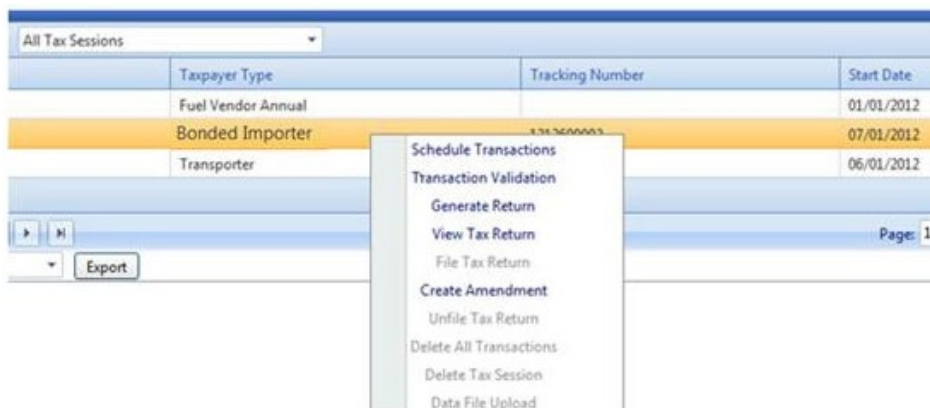 All Tax Sessions
Taxpayer Type Tracking Number Start Date
Fuel Vendor Annual 01/01/2012
Bonded Importer 07/01/2012
Schedule Transactions
Transporter 06/01/2012
Transaction Validation
Generate Return
View Tax Return Page: 1
File Tax Return
Export
Create Amendment
Unfile Tax Return
Delete All Transactions
Delete Tax Session
Data File Upload